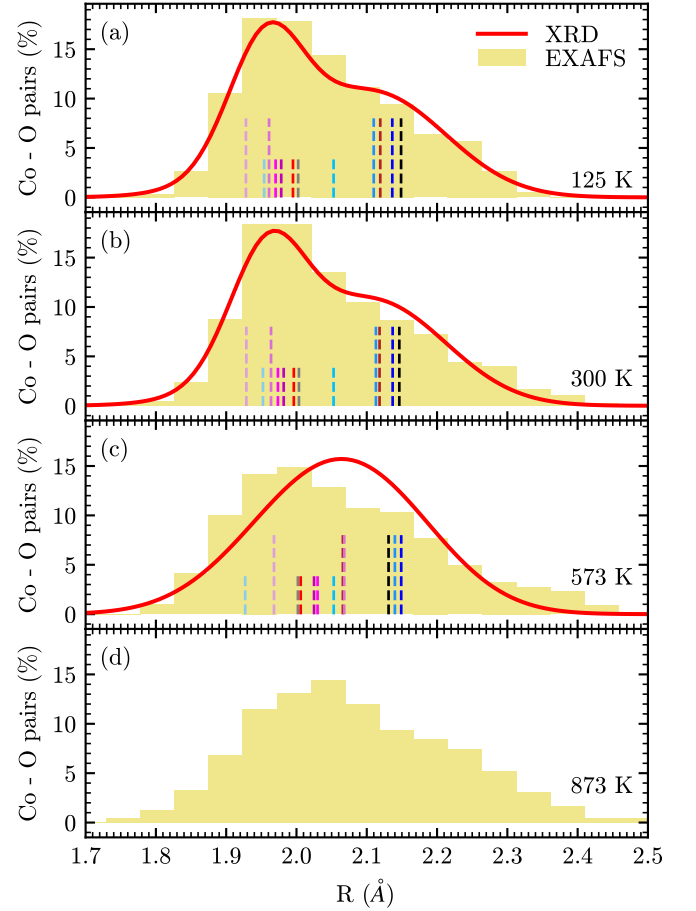 (a)
XRD
EXAFS
Co - O pairs (%)
15
10
5
0
125 K
(b)
Co - O pairs (%)
15
10
5
0
300 K
(c)
Co - O pairs (%)
15
10
5
0
573 K
(d)
Co - O pairs (%)
15
10
5
0
873 K
1.7 1.8 1.9 2.0 2.1 2.2 2.3 2.4 2.5
R (Å)